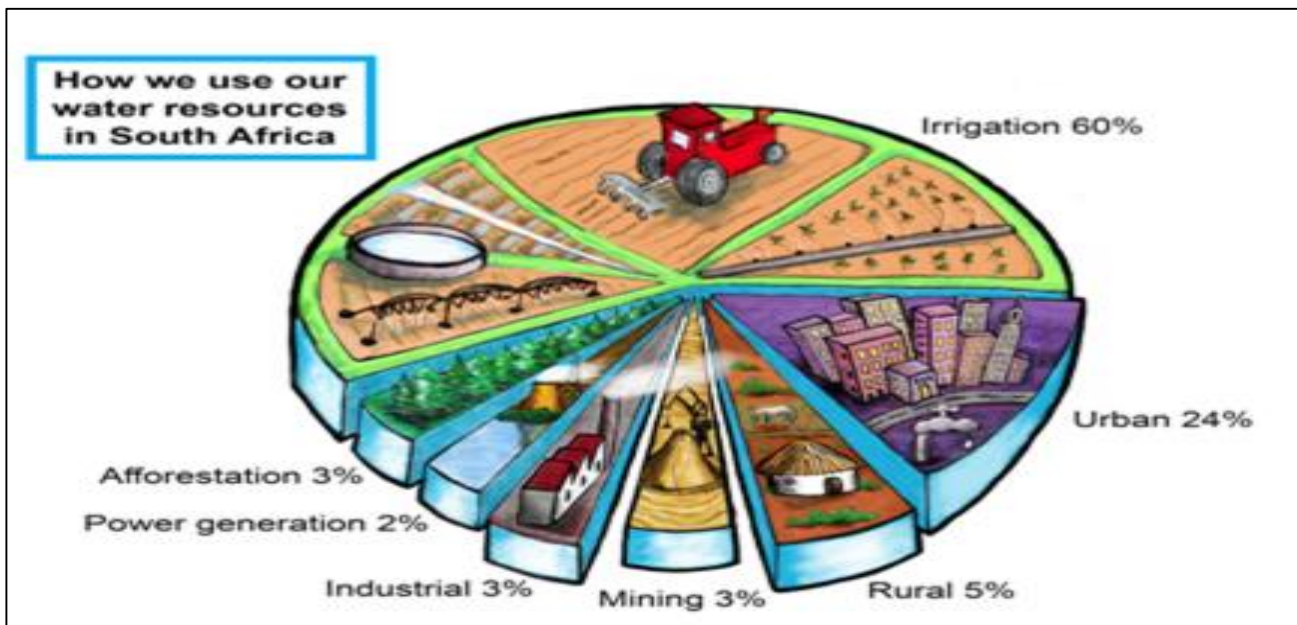 How we use our
water resources
in South Africa
Irrigation 60%
Urban 24%
Afforestation 3%
Power generation 2%
Industrial 3%
Mining 3%
Rural 5%